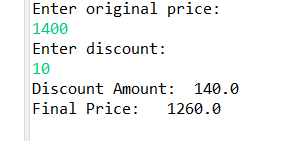 Enter original price:
1400
Enter discount:
10
Discount Amount:  140.0
Final Price:   1260.0